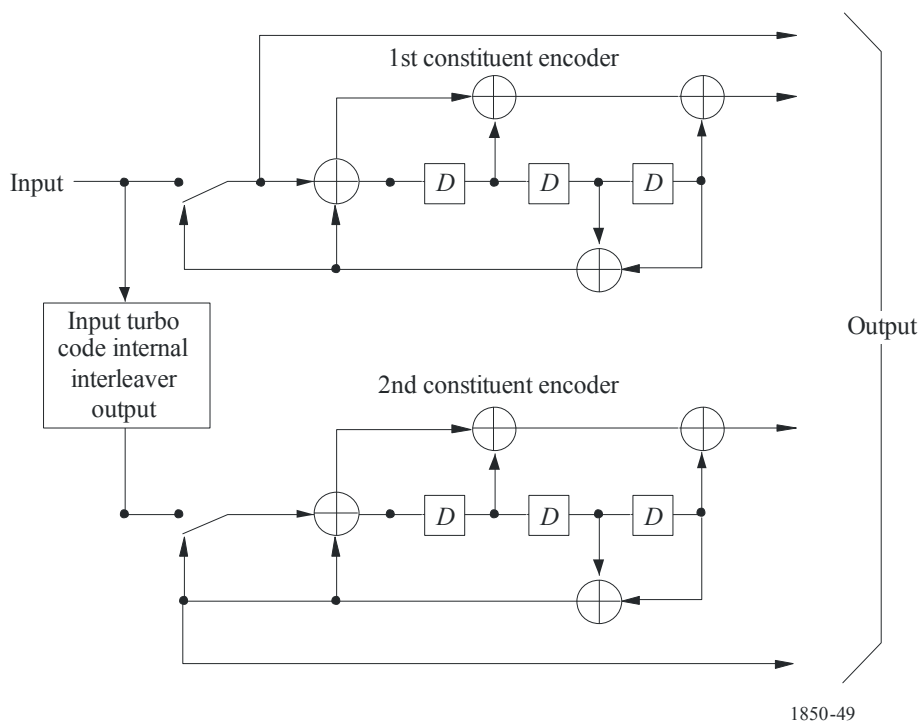 1st constituent encoder
Input
D
D
D
Input turbo
code internal
interleaver
output
Output
2nd constituent encoder
D
D
D
1850-49